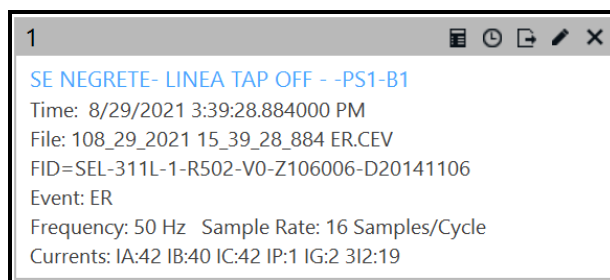 1
SE NEGRETE- LINEA TAP OFF - -PS1-B1
Time: 8/29/2021 3:39:28.884000 PM
File: 108_29_2021 15_39_28_884 ER.CEV
FID=SEL-311L-1-R502-V0-Z106006-D20141106
Event: ER
Frequency: 50 Hz Sample Rate: 16 Samples/Cycle
Currents: IA:42 IB:40 IC:42 IP:1 IG:2 3I2:19